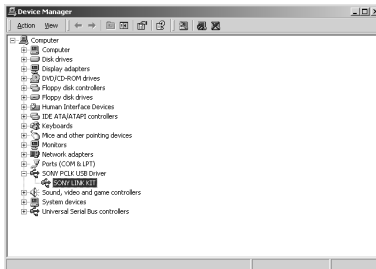 Device Manager
Action View
Computer
Computer
Disk drives
Display adapters
DVD/CD-ROM drives
Floppy disk controllers
Floppy disk drives
Human Interface Devices
IDE ATA/ATAPI controllers
Keyboards
Mice and other pointing devices
Monitors
Network adapters
Ports (COM & LPT)
SONY PCLK USB Driver
SONY LINK KIT
Sound, video and game controllers
System devices
Universal Serial Bus controllers